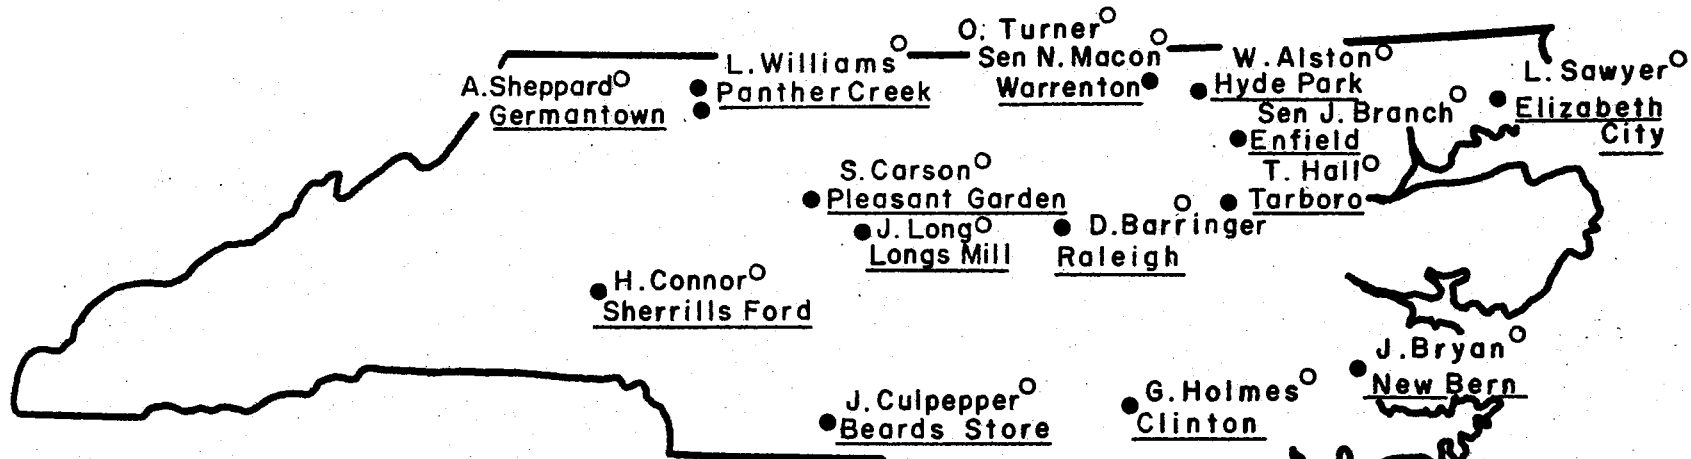 O. Turner
Sen N. Macon
Warrenton
W. Alston
Hyde Park
L. Williams
Panther Creek
L. Sawyer
Elizabeth
City
A. Sheppard
Germantown
Sen J. Branch
Enfield
T. Hall
Tarboro
S. Carson
Pleasant Garden
J. Long
Longs Mill
D. Barringer
Raleigh
H. Connor
Sherrills Ford
J. Bryan
New Bern
J. Culpepper
Beards Store
G. Holmes
Clinton